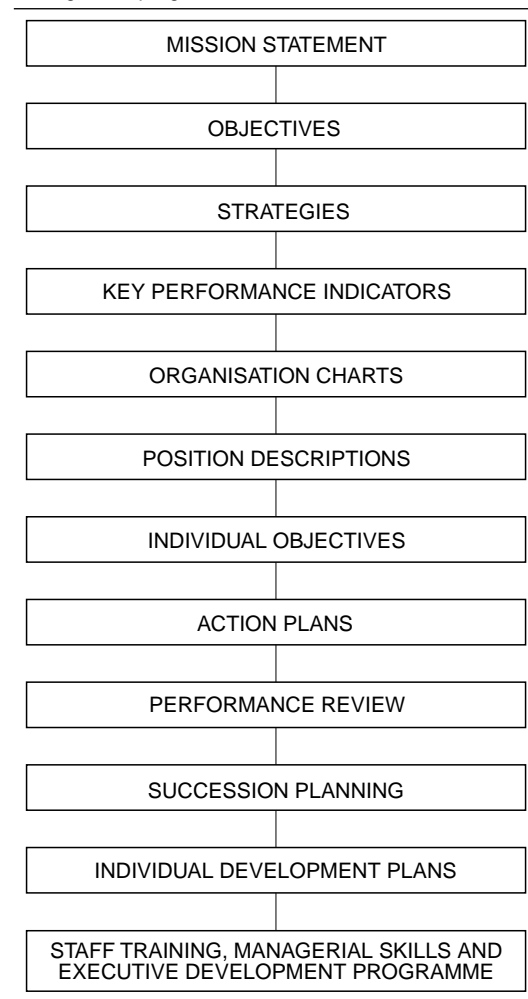 MISSION STATEMENT
OBJECTIVES
STRATEGIES
KEY PERFORMANCE INDICATORS
ORGANISATION CHARTS
POSITION DESCRIPTIONS
INDIVIDUAL OBJECTIVES
ACTION PLANS
PERFORMANCE REVIEW
SUCCESSION PLANNING
INDIVIDUAL DEVELOPMENT PLANS
STAFF TRAINING, MANAGERIAL SKILLS AND
EXECUTIVE DEVELOPMENT PROGRAMME